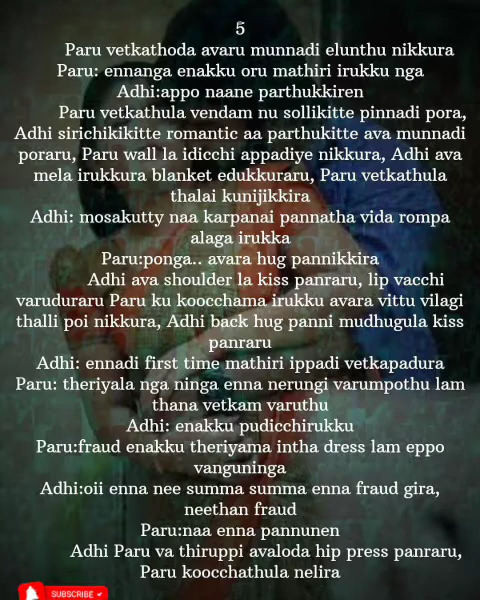 5
Paru vetkathoda avaru munnadi elunthu nikkura
Paru: ennanga enakku oru mathiri irukku nga
Adhi:appo naane parthukkiren
Paru vetkathula vendam nu sollikitte pinnadi pora,
Adhi sirichikikitte romantic aa parthukitte ava munnadi
poraru, Paru wall la idicchi appadiye nikkura, Adhi ava
mela irukkura blanket edukkuraru, Paru vetkathula
thalai kunijikkira
Adhi: mosakutty naa karpanai pannatha vida rompa
alaga irukka
Paru:ponga.. avara hug pannikkira
Adhi ava shoulder la kiss panraru, lip vacchi
varuduraru Paru ku koocchama irukku avara vittu vilagi
thalli poi nikkura, Adhi back hug panni mudhugula kiss
panraru
Adhi: ennadi first time mathiri ippadi vetkapadura
Paru: theriyala nga ninga enna nerungi varumpothu lam
thana vetkam varuthu
Adhi: enakku pudicchirukku
Paru:fraud enakku theriyama intha dress lam eppo
vanguninga
Adhi:oii enna nee summa summa enna fraud gira,
neethan fraud
Paru:naa enna pannunen
Adhi Paru va thiruppi avaloda hip press panraru,
Paru koocchathula nelira
SUBSCRIBE